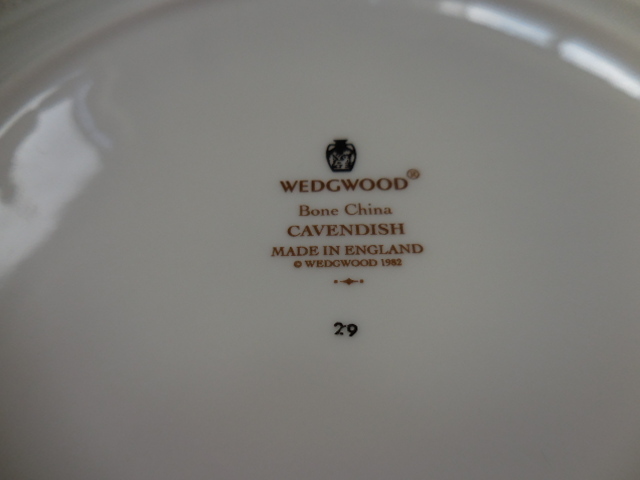 WEDGWOOD®
Bone China
CAVENDISH
MADE IN ENGLAND
© WEDGWOOD 1982
29